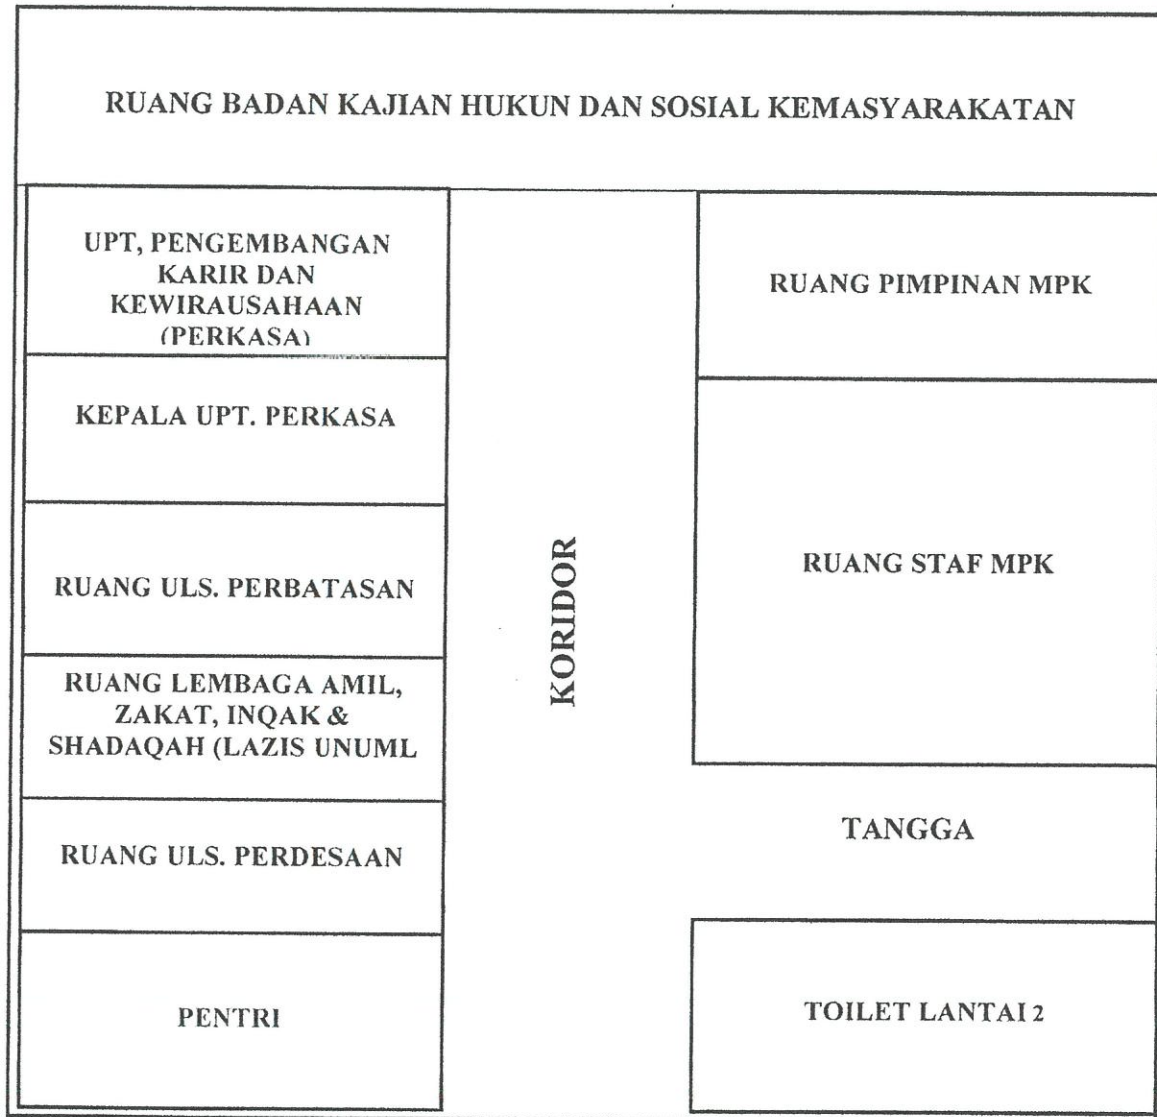 RUANG BADAN KAJIAN HUKUN DAN SOSIAL KEMASYARAKATAN
UPT, PENGEMBANGAN
KARIR DAN
KEWIRAUSAHAAN
(PERKASA)
KEPALA UPT. PERKASA
RUANG ULS. PERBATASAN
RUANG LEMBAGA AMIL,
ZAKAT, INQAK &
SHADAQAH (LAZIS UNUML
RUANG ULS. PERDESAAN
PENTRI
KORIDOR
RUANG PIMPINAN MPK
RUANG STAF MPK
TANGGA
TOILET LANTAI 2